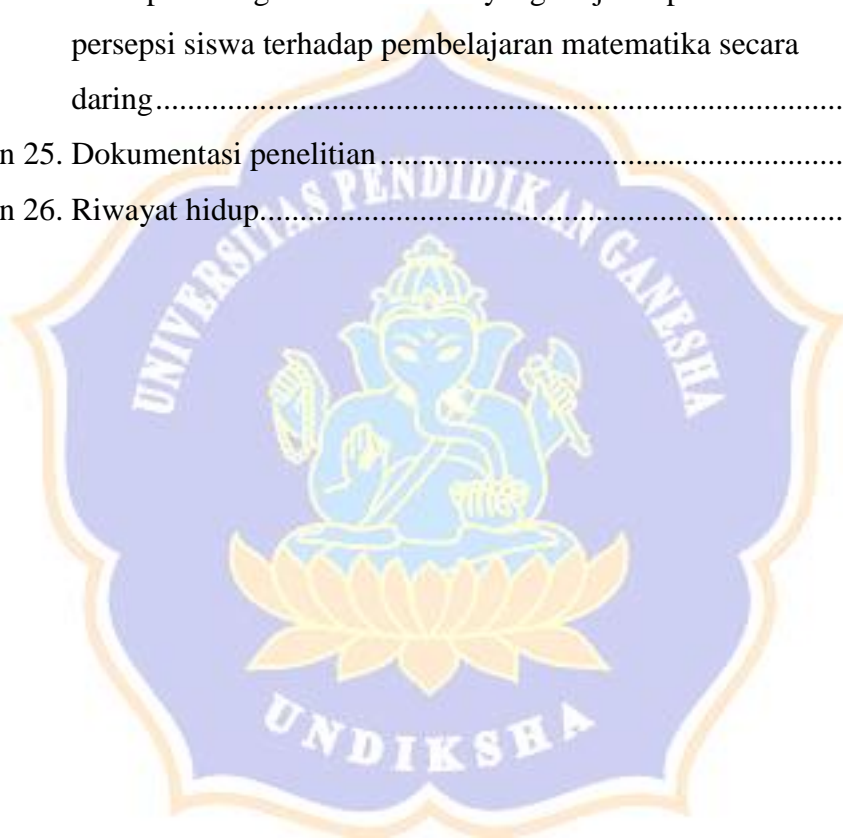 persepsi siswa terhadap pembelajaran matematika secara
daring...............................................................................
n 25. Dokumentasi penelitian.....................................................
n 26. Riwayat hidup..................................................................
UNIVERSITAS PENDIDIKAN GANESHA
UNDIKSHA